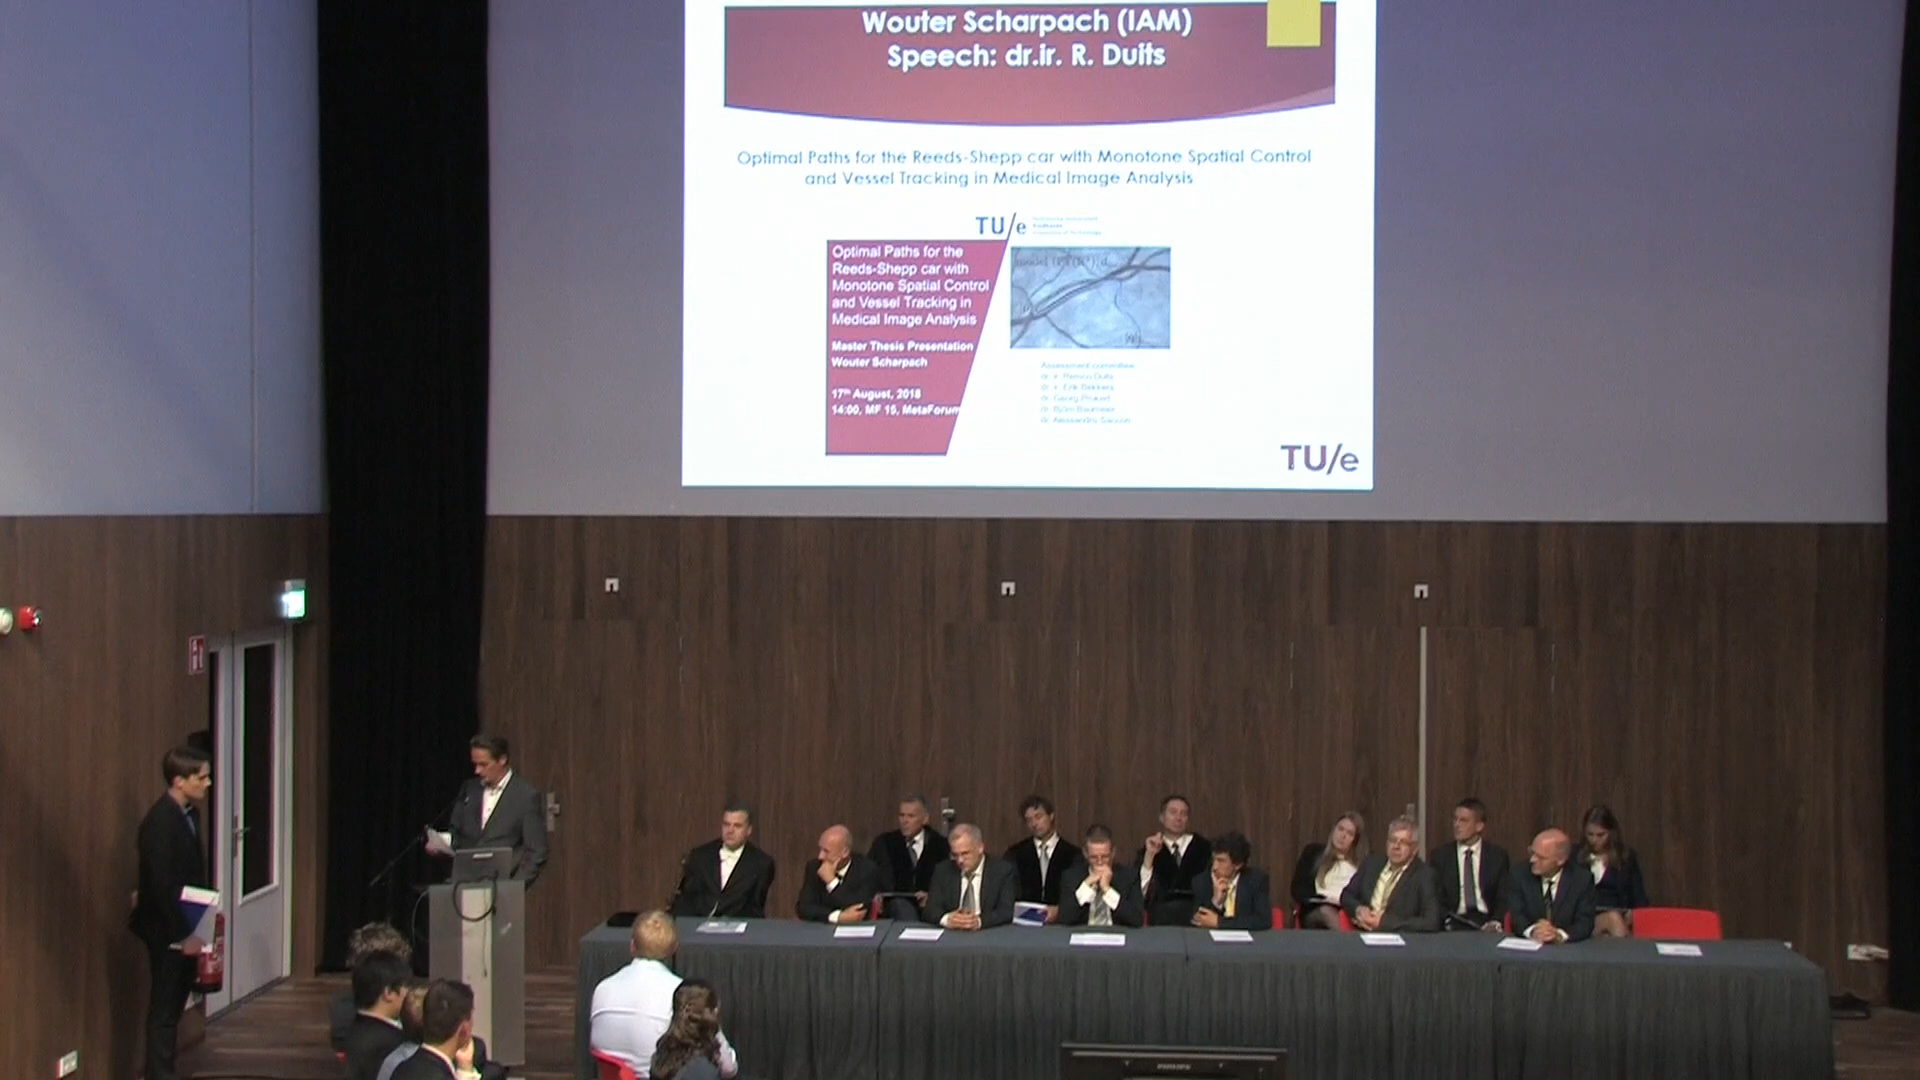 Wouter Scharpach (IAM)
Speech: dr.ir. R. Duits
Optimal Paths for the Reeds-Shepp car with Monotone Spatial Control
and Vessel Tracking in Medical Image Analysis
TU/e
Optimal Paths for the
Reeds-Shepp car with
Monotone Spatial Control
and Vessel Tracking in
Medical Image Analysis
Master Thesis Presentation
Wouter Scharpach
17th August, 2018
14:00, MF 15, MetaForum
Assessment committee
TU/e
PHILIPS